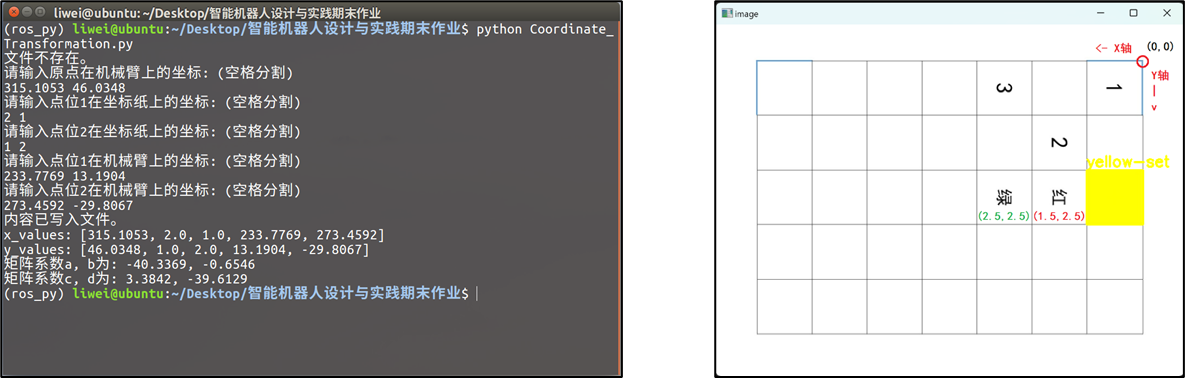 liwei@ubuntu:~/Desktop/智能机器人设计与实践期末作业
(ros_py) liwei@ubuntu:~/Desktop/智能机器人设计与实践期末作业$ python Coordinate_
Transformation.py
文件不存在。
请输入原点在机械臂上的坐标：(空格分割)
315.1053 46.0348
请输入点位1在坐标纸上的坐标：(空格分割)
2 1
请输入点位2在坐标纸上的坐标：(空格分割)
1 2
请输入点位1在机械臂上的坐标：(空格分割)
233.7769 13.1904
请输入点位2在机械臂上的坐标：(空格分割)
273.4592 -29.8067
内容已写入文件。
x_values: [315.1053, 2.0, 1.0, 233.7769, 273.4592]
y_values: [46.0348, 1.0, 2.0, 13.1904, -29.8067]
矩阵系数a, b为: -40.3369, -0.6546
矩阵系数c, d为: 3.3842, -39.6129
(ros_py) liwei@ubuntu:~/Desktop/智能机器人设计与实践期末作业$
image
<- X轴
(0,0)
Y轴
|
v
3
1
2
yellow-set
绿
红
(2.5,2.5)
(1.5,2.5)